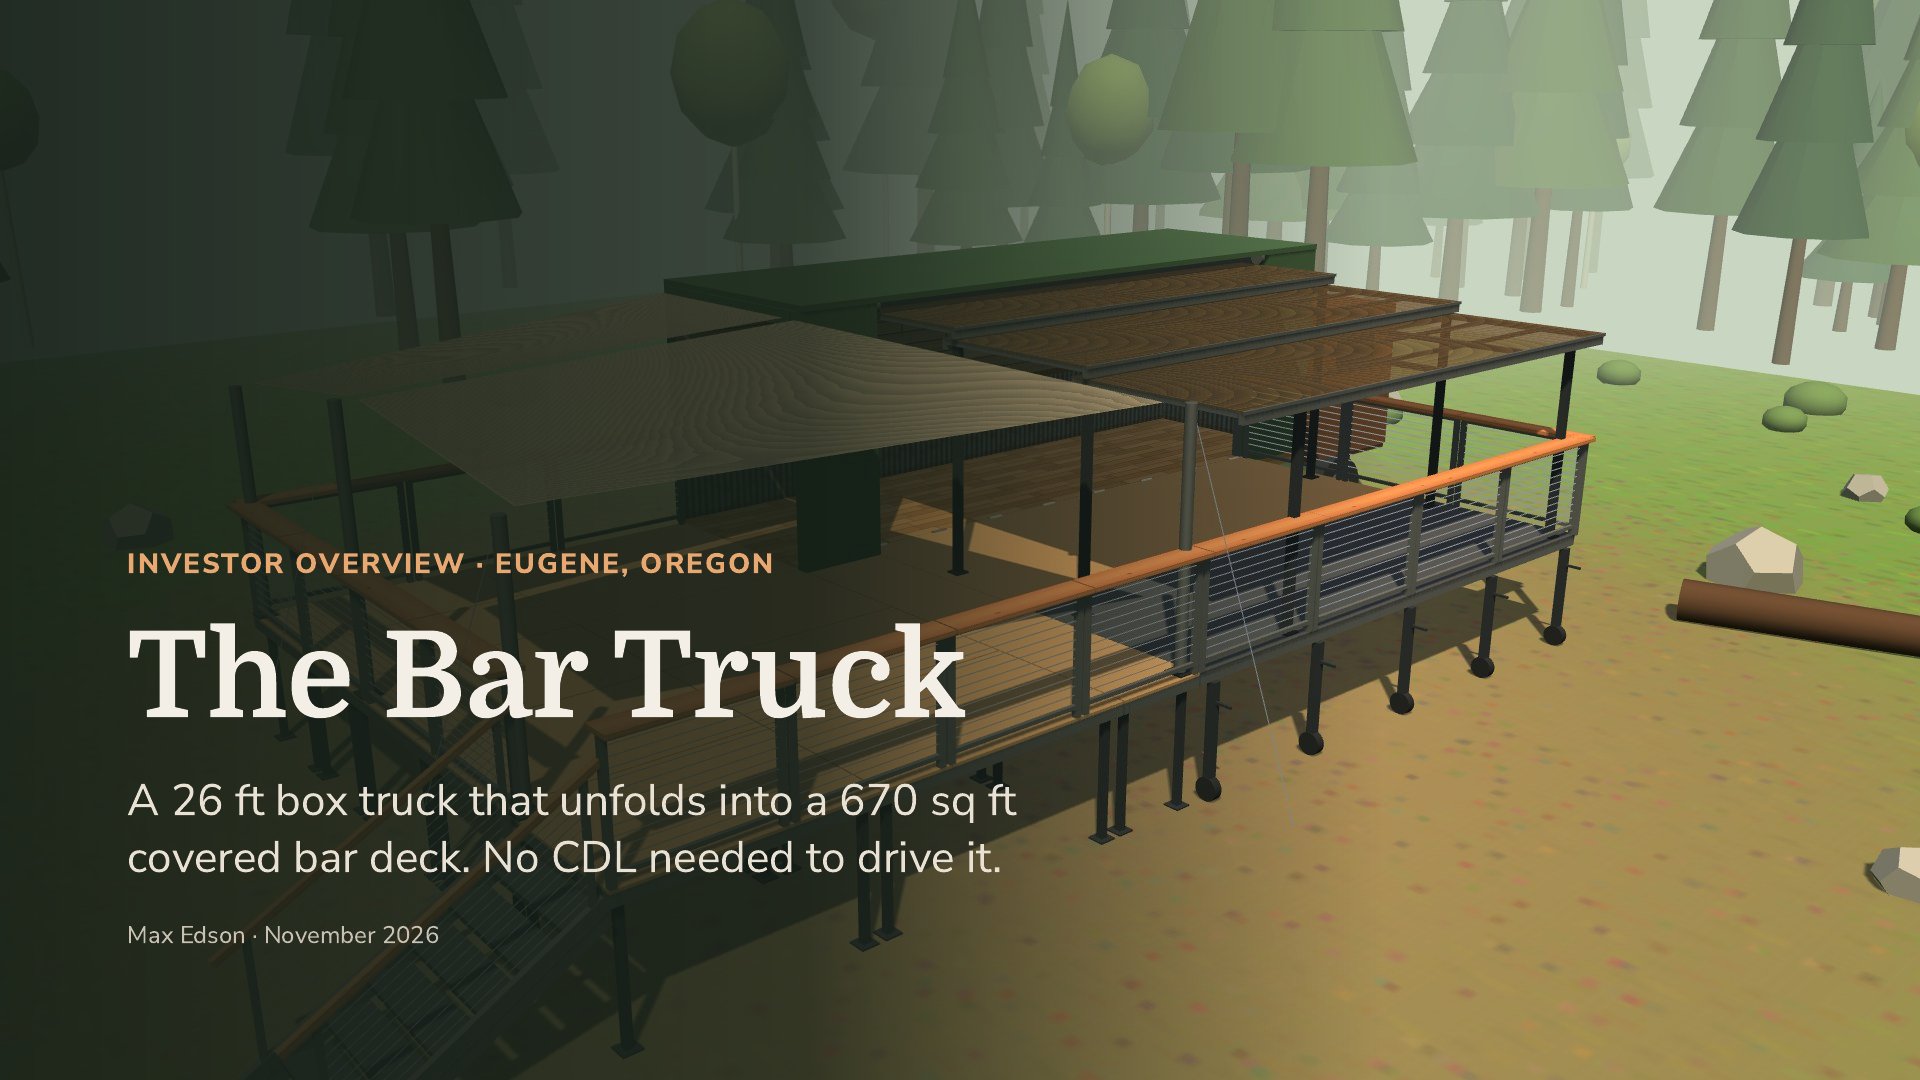 INVESTOR OVERVIEW · EUGENE, OREGON
The Bar Truck
A 26 ft box truck that unfolds into a 670 sq ft
covered bar deck. No CDL needed to drive it.
Max Edson · November 2026